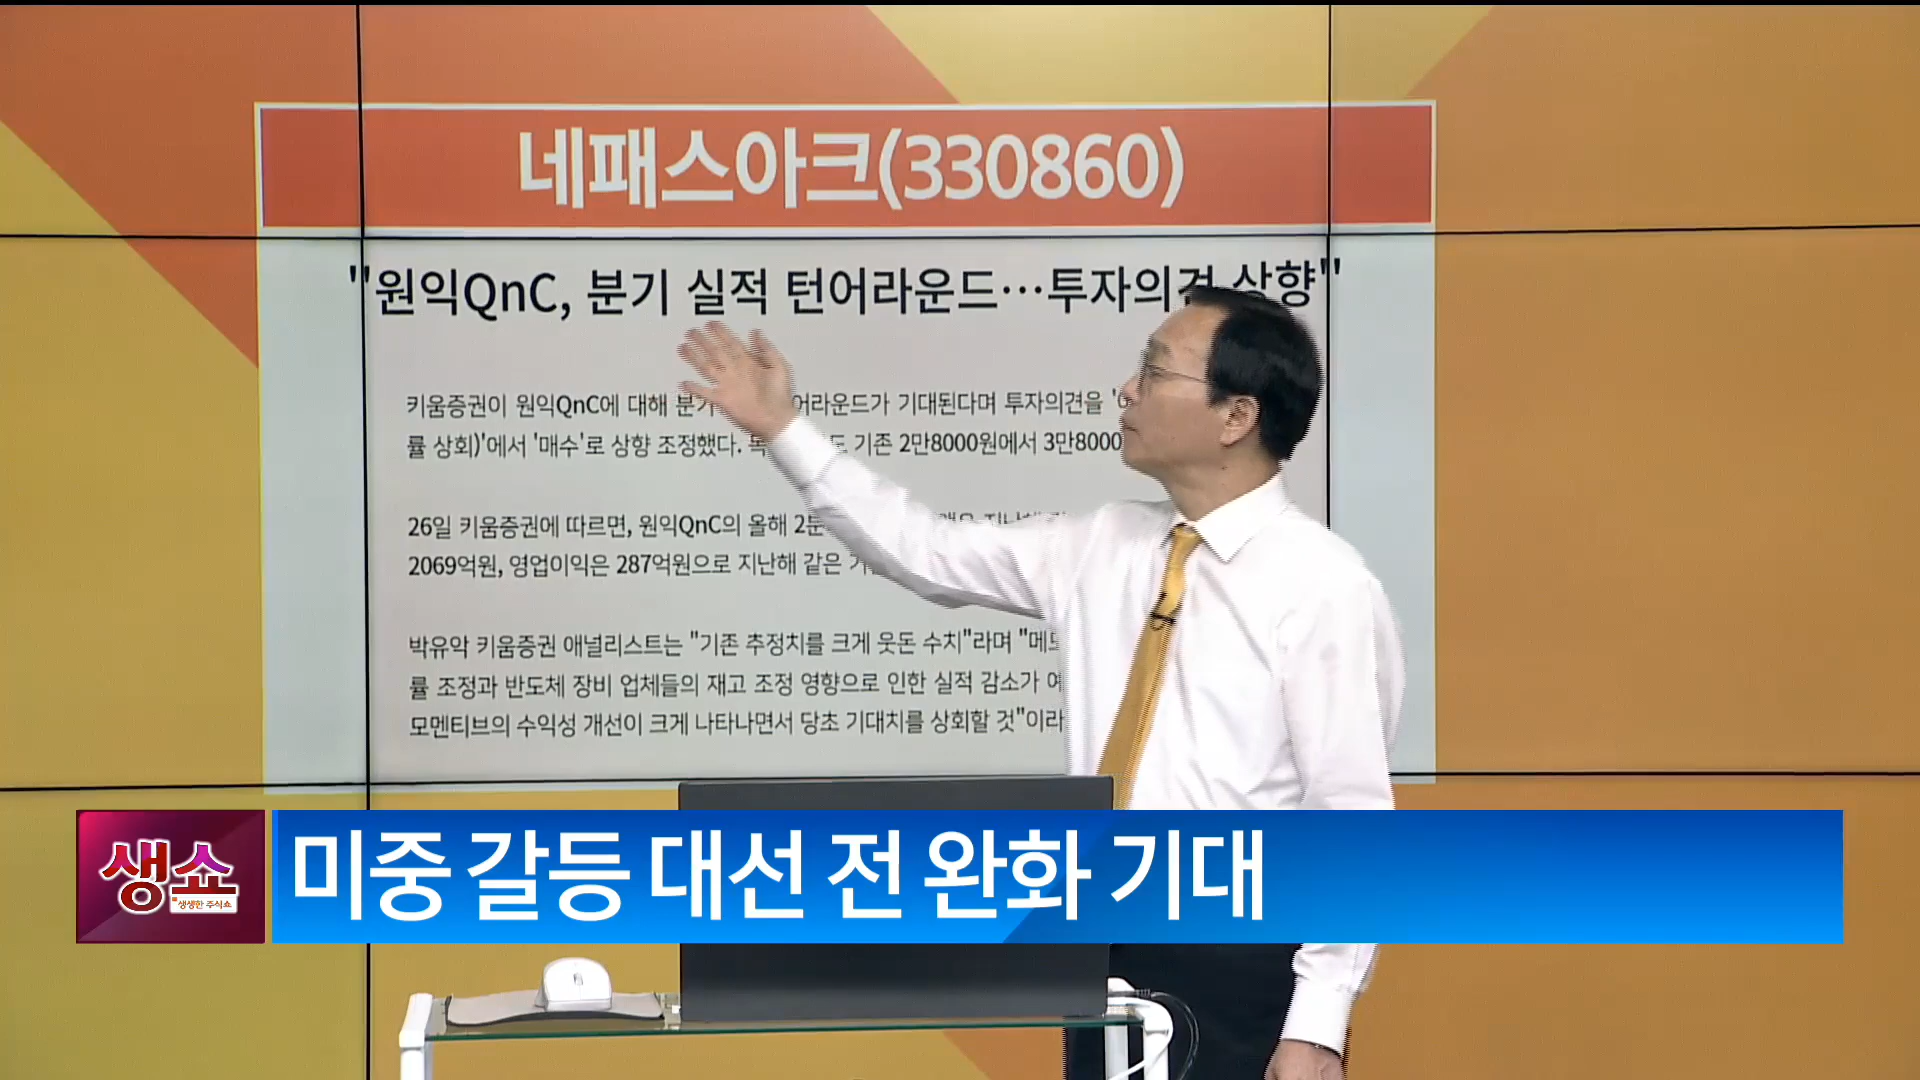 네패스아크(330860)
"원익QnC, 분기 실적 턴어라운드…투자의견 상향"
키움증권이 원익QnC에 대해 분기 어라운드가 기대된다며 투자의견을
률 상회)'에서 '매수'로 상향 조정했다. 기존 2만8000원에서 3만8000
26일 키움증권에 따르면, 원익QnC의 올해
2069억원, 영업이익은 287억원으로 지난해 같은
박유악 키움증권 애널리스트는 "기존 추정치를 크게 웃돈 수치"라며
률 조정과 반도체 장비 업체들의 재고 조정 영향으로 인한 실적 감소가
모멘티브의 수익성 개선이 크게 나타나면서 당초 기대치를 상회할 것"이라
생쇼
생생한 주식쇼
미중 갈등 대선 전 완화 기대